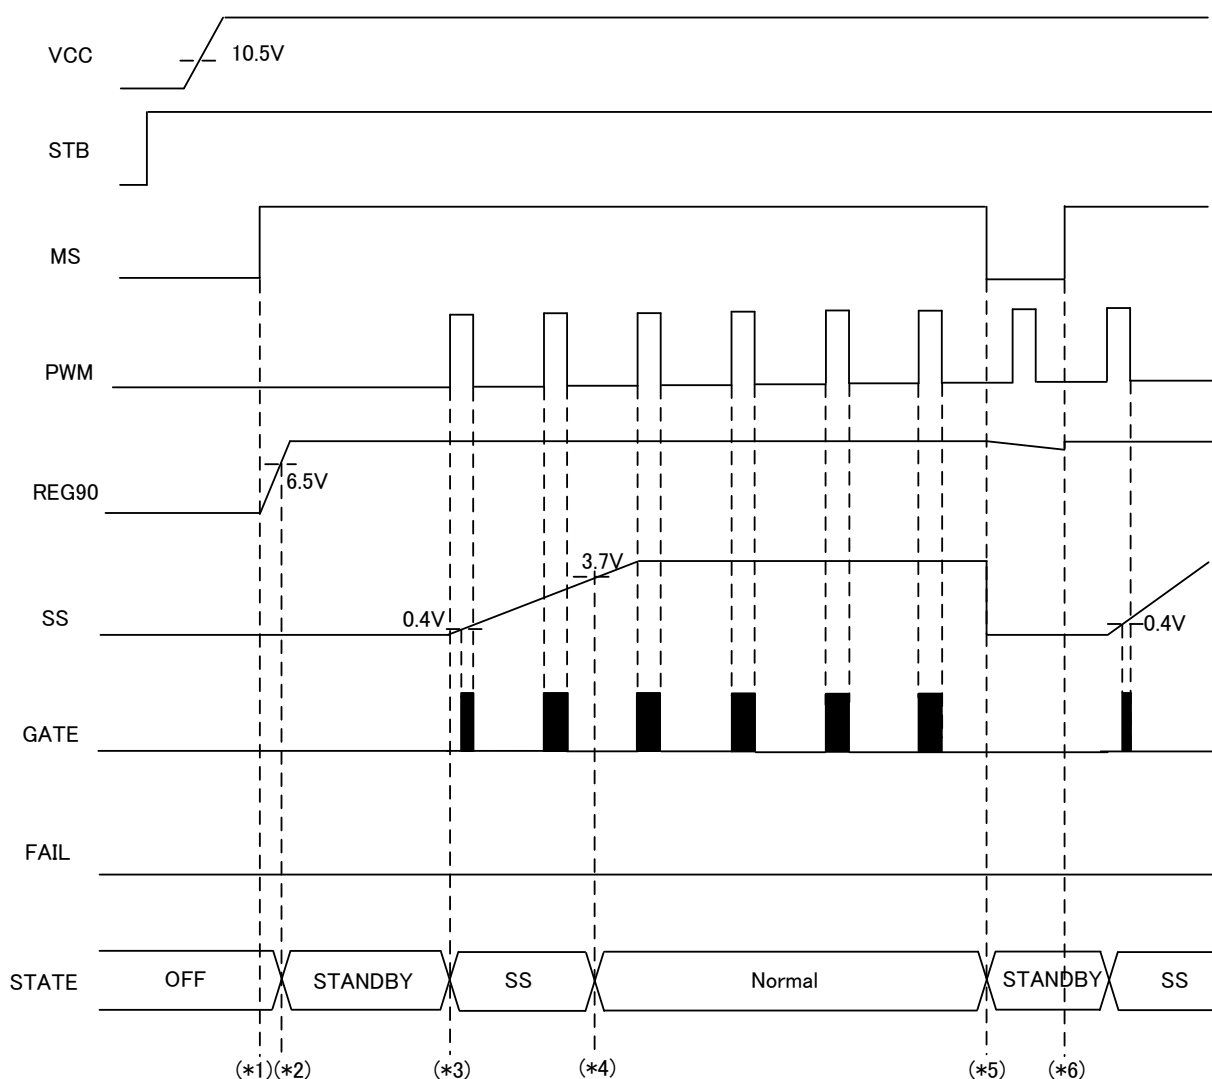 VCC
10.5V
STB
MS
PWM
REG90
6.5V
SS
0.4V
3.7V
0.4V
GATE
FAIL
STATE
OFF
STANDBY
SS
Normal
STANDBY
SS
(*1)
(*2)
(*3)
(*4)
(*5)
(*6)